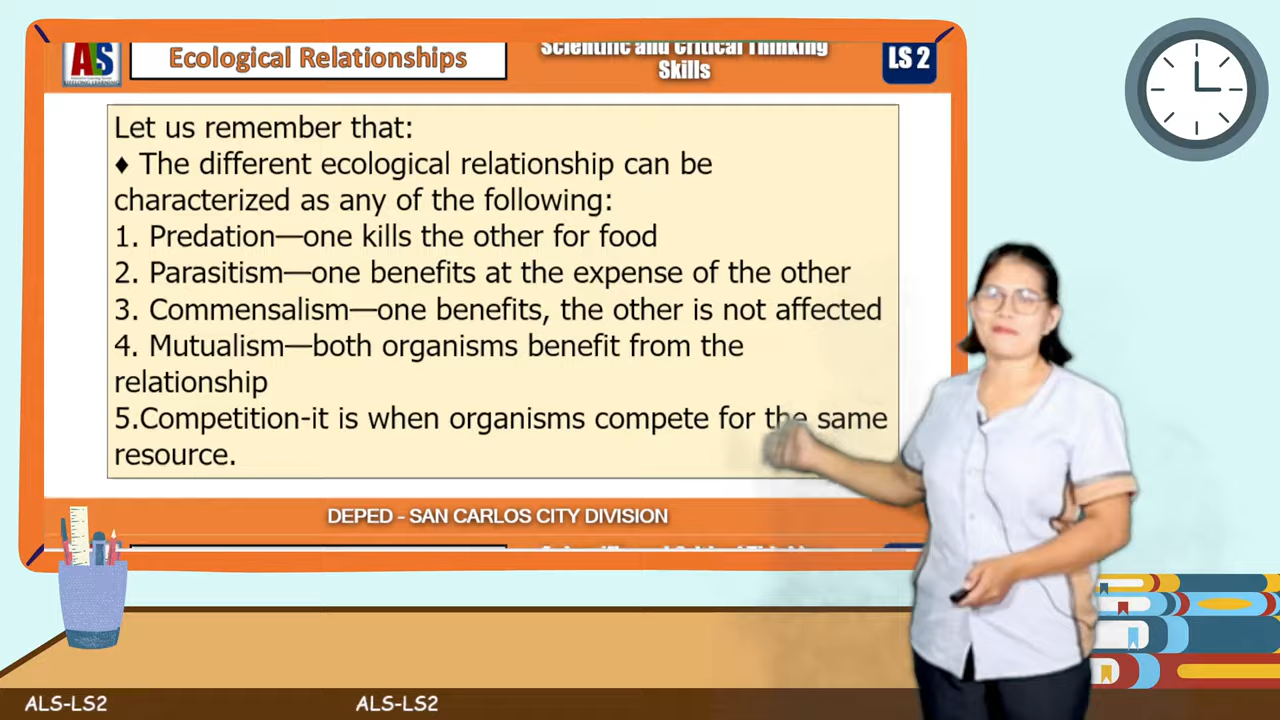 ALS
LIFELONG LEARNING
Ecological Relationships
Scientific and Critical Thinking
Skills
LS 2
Let us remember that:
♦ The different ecological relationship can be
characterized as any of the following:
1. Predation—one kills the other for food
2. Parasitism—one benefits at the expense of the other
3. Commensalism—one benefits, the other is not affected
4. Mutualism—both organisms benefit from the
relationship
5.Competition-it is when organisms compete for the same
resource.
DEPED - SAN CARLOS CITY DIVISION
ALS-LS2
ALS-LS2